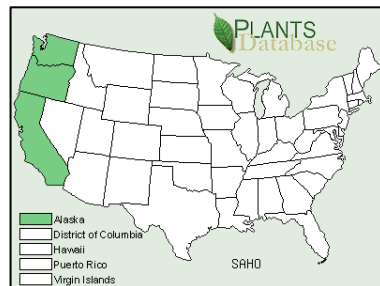 PLANTS
Database
Alaska
District of Columbia
Hawaii
Puerto Rico
Virgin Islands
SAHO